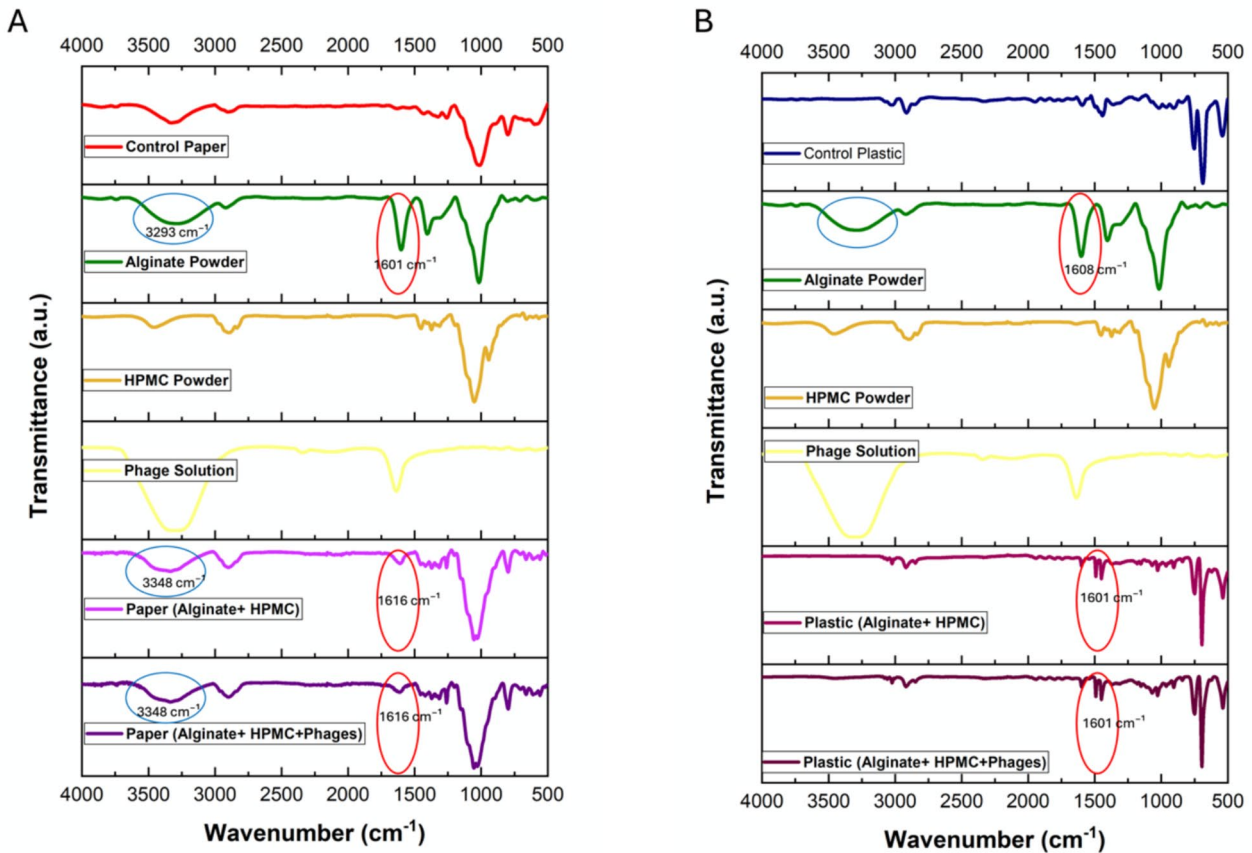 A
4000 3500 3000 2500 2000 1500 1000 500
Control Paper
3293 cm⁻¹
1601 cm⁻¹
Alginate Powder
HPMC Powder
Phage Solution
3348 cm⁻¹
1616 cm⁻¹
Paper (Alginate+ HPMC)
3348 cm⁻¹
1616 cm⁻¹
Paper (Alginate+ HPMC+Phages)
4000 3500 3000 2500 2000 1500 1000 500
Wavenumber (cm⁻¹)
Transmittance (a.u.)
B
4000 3500 3000 2500 2000 1500 1000 500
Control Plastic
1608 cm⁻¹
Alginate Powder
HPMC Powder
Phage Solution
1601 cm⁻¹
Plastic (Alginate+ HPMC)
1601 cm⁻¹
Plastic (Alginate+ HPMC+Phages)
4000 3500 3000 2500 2000 1500 1000 500
Wavenumber (cm⁻¹)
Transmittance (a.u.)